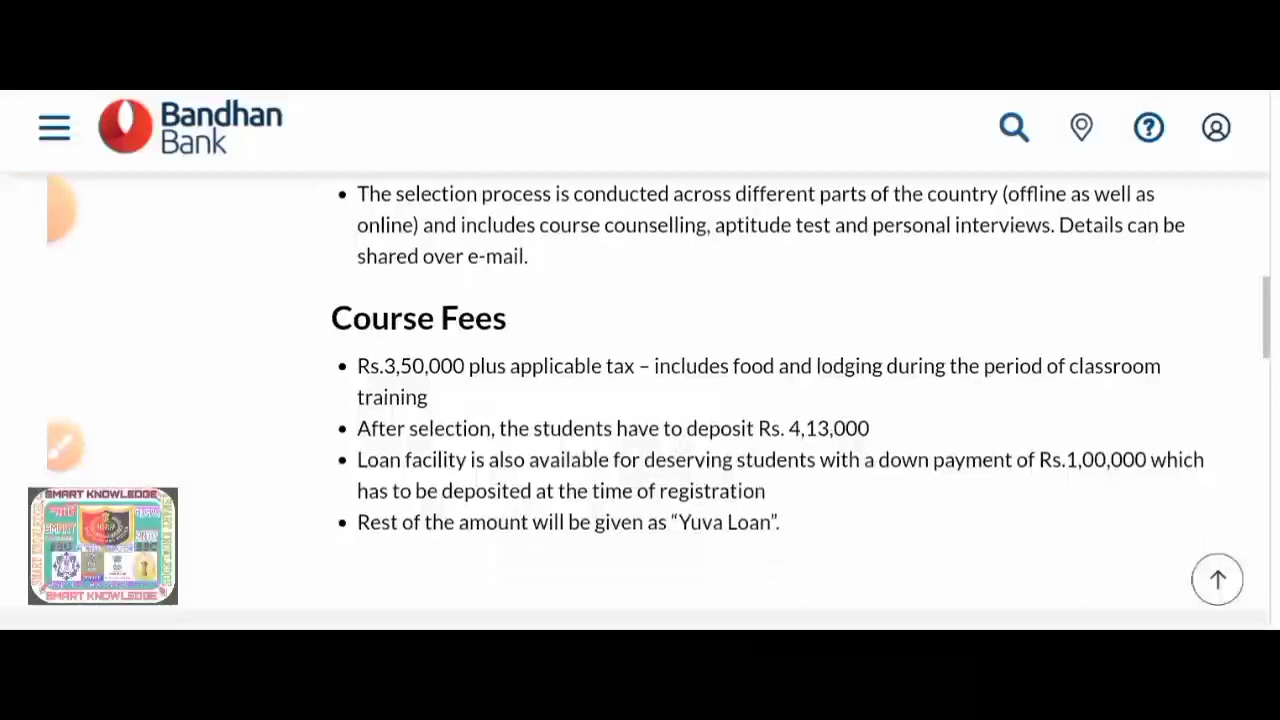 Bandhan
Bank
The selection process is conducted across different parts of the country (offline as well as
online) and includes course counselling, aptitude test and personal interviews. Details can be
shared over e-mail.
Course Fees
Rs.3,50,000 plus applicable tax – includes food and lodging during the period of classroom
training
After selection, the students have to deposit Rs. 4,13,000
Loan facility is also available for deserving students with a down payment of Rs.1,00,000 which
has to be deposited at the time of registration
Rest of the amount will be given as “Yuva Loan”.
SMART KNOWLEDGE
SMART KNOWLEDGE
SMART KNOWLEDGE
SMART KNOWLEDGE